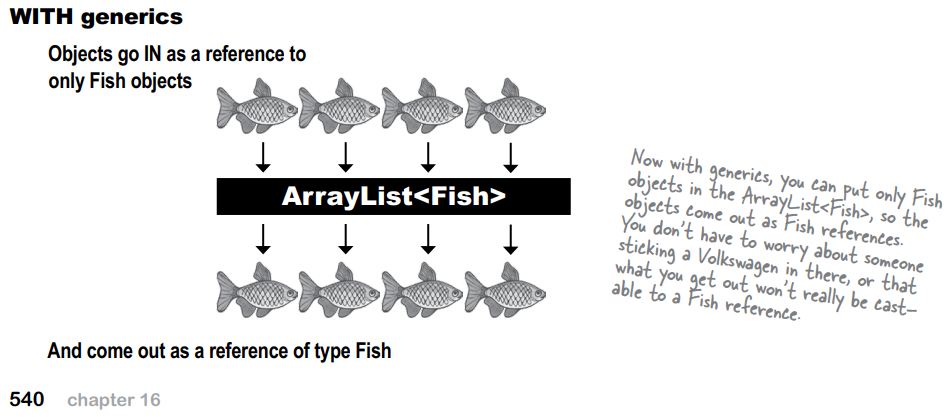 WITH generics
Objects go IN as a reference to
only Fish objects
ArrayList<Fish>
Now with generics, you can put only Fish
objects in the ArrayList<Fish>, so the
objects come out as Fish references.
You don't have to worry about someone
sticking a Volkswagen in there, or that
what you get out won't really be cast–
able to a Fish reference.
And come out as a reference of type Fish
540 chapter 16